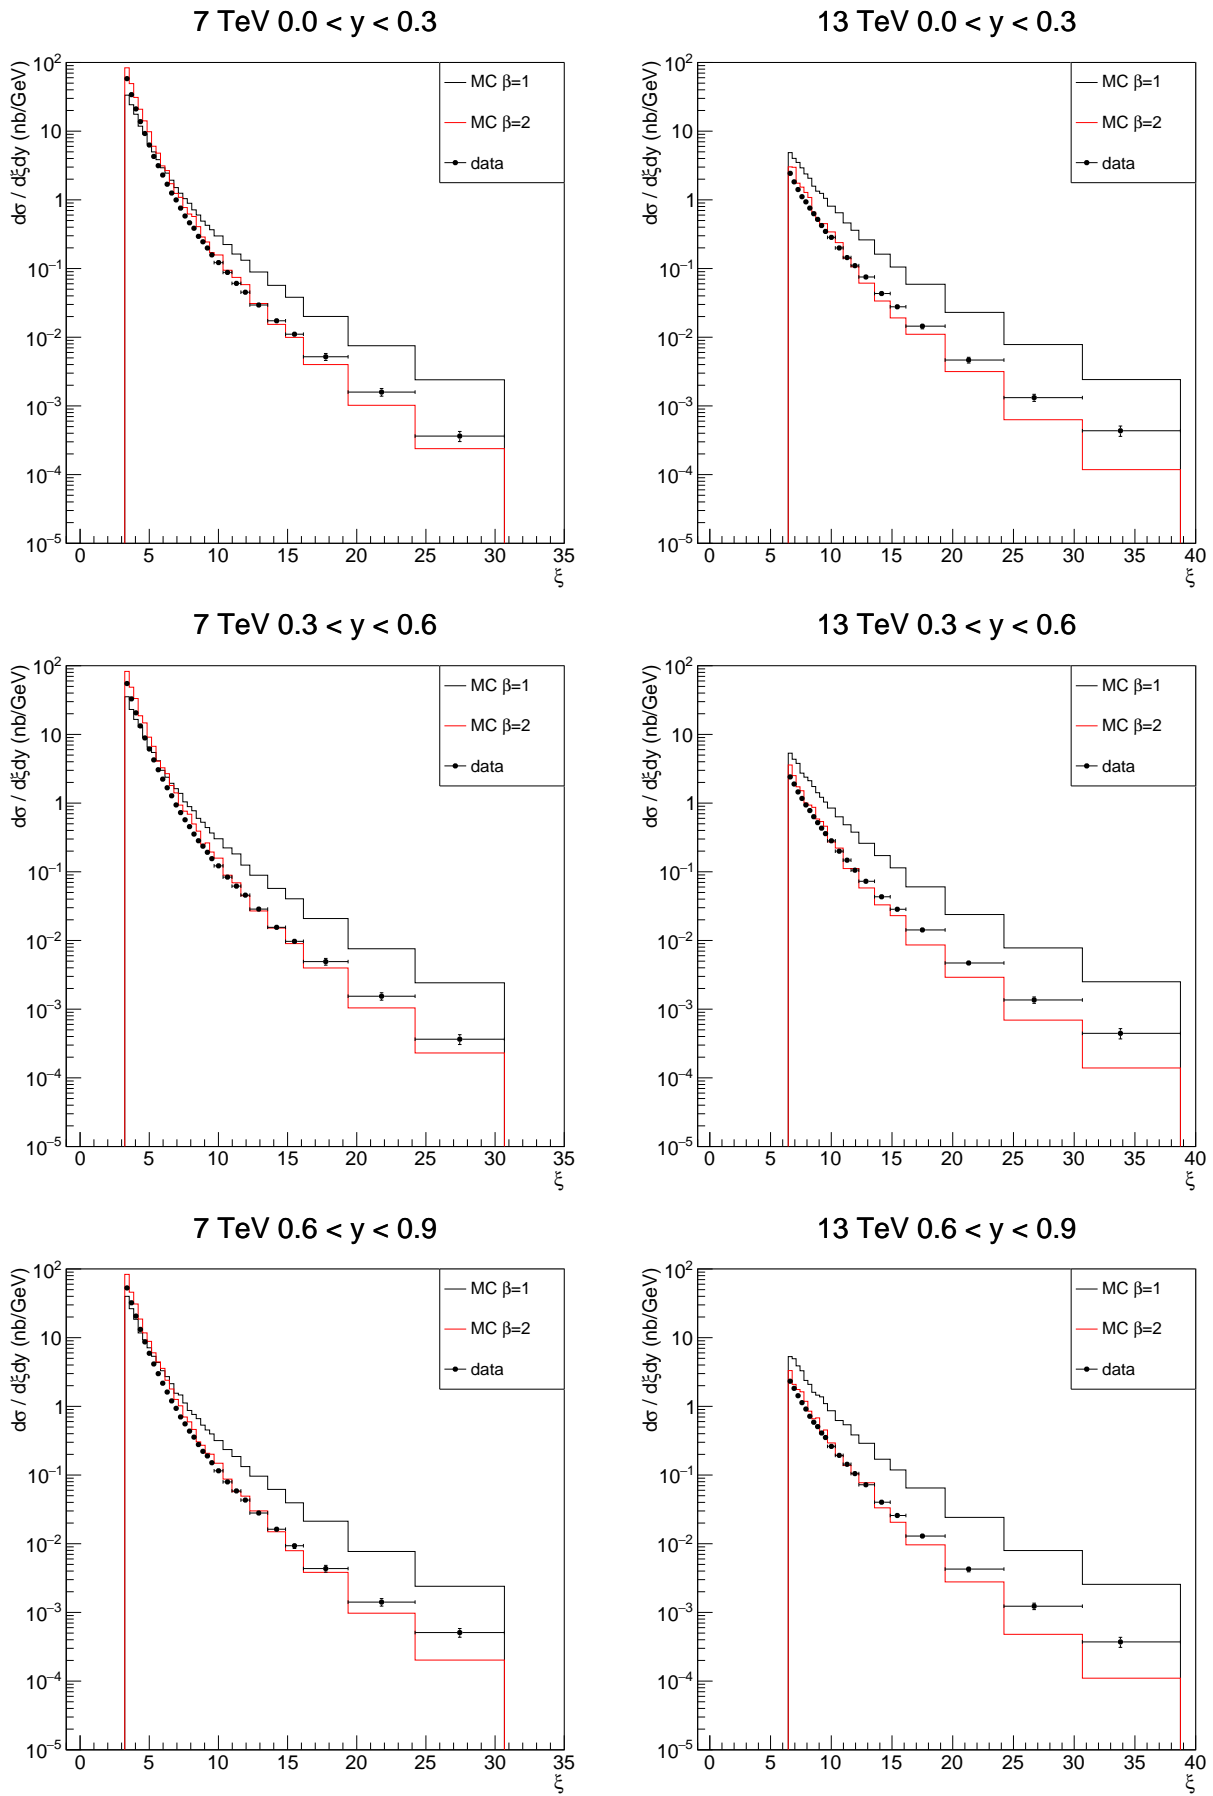 7 TeV 0.0 < y < 0.3
dσ / dξdy (nb/GeV)
10²
10
1
10⁻¹
10⁻²
10⁻³
10⁻⁴
10⁻⁵
MC β=1
MC β=2
data
0 5 10 15 20 25 30 35
ξ
13 TeV 0.0 < y < 0.3
dσ / dξdy (nb/GeV)
10²
10
1
10⁻¹
10⁻²
10⁻³
10⁻⁴
10⁻⁵
MC β=1
MC β=2
data
0 5 10 15 20 25 30 35 40
ξ
7 TeV 0.3 < y < 0.6
dσ / dξdy (nb/GeV)
10²
10
1
10⁻¹
10⁻²
10⁻³
10⁻⁴
10⁻⁵
MC β=1
MC β=2
data
0 5 10 15 20 25 30 35
ξ
13 TeV 0.3 < y < 0.6
dσ / dξdy (nb/GeV)
10²
10
1
10⁻¹
10⁻²
10⁻³
10⁻⁴
10⁻⁵
MC β=1
MC β=2
data
0 5 10 15 20 25 30 35 40
ξ
7 TeV 0.6 < y < 0.9
dσ / dξdy (nb/GeV)
10²
10
1
10⁻¹
10⁻²
10⁻³
10⁻⁴
10⁻⁵
MC β=1
MC β=2
data
0 5 10 15 20 25 30 35
ξ
13 TeV 0.6 < y < 0.9
dσ / dξdy (nb/GeV)
10²
10
1
10⁻¹
10⁻²
10⁻³
10⁻⁴
10⁻⁵
MC β=1
MC β=2
data
0 5 10 15 20 25 30 35 40
ξ